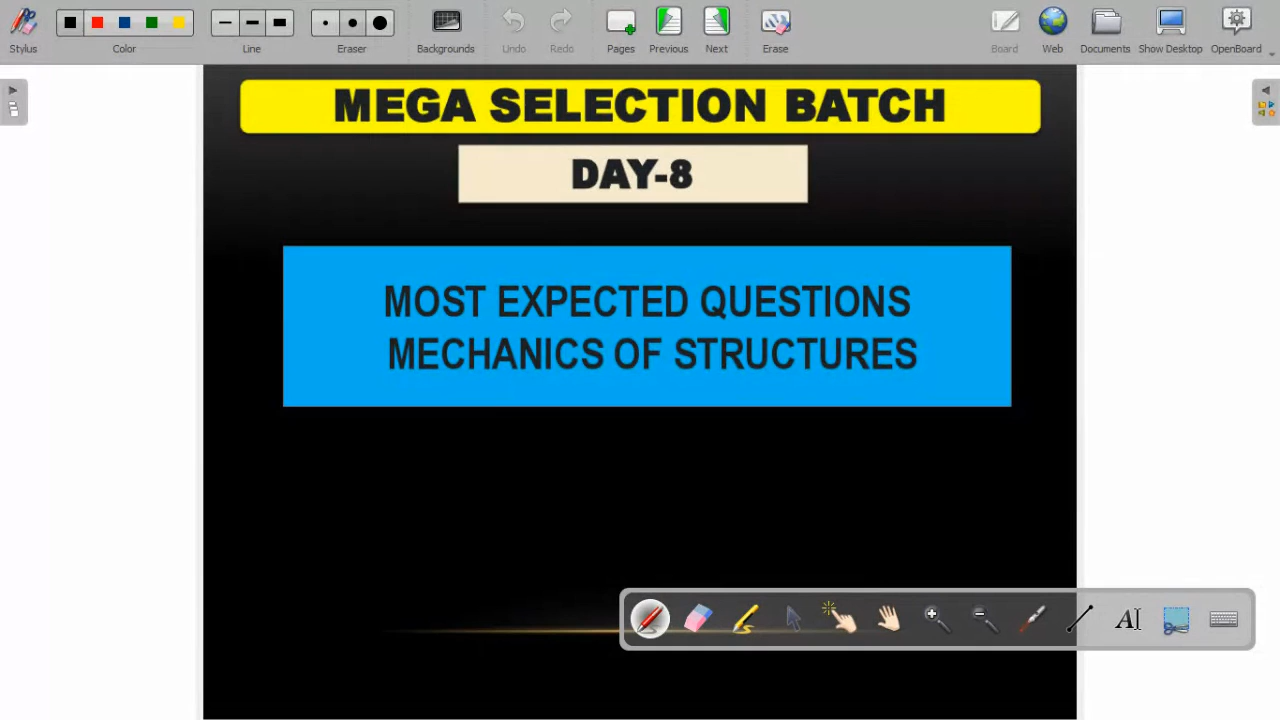 Stylus
Color
Line
Eraser
Backgrounds
Undo
Redo
Pages
Previous
Next
Erase
Board
Web
Documents
Show Desktop
OpenBoard
MEGA SELECTION BATCH
DAY-8
MOST EXPECTED QUESTIONS
MECHANICS OF STRUCTURES
AI